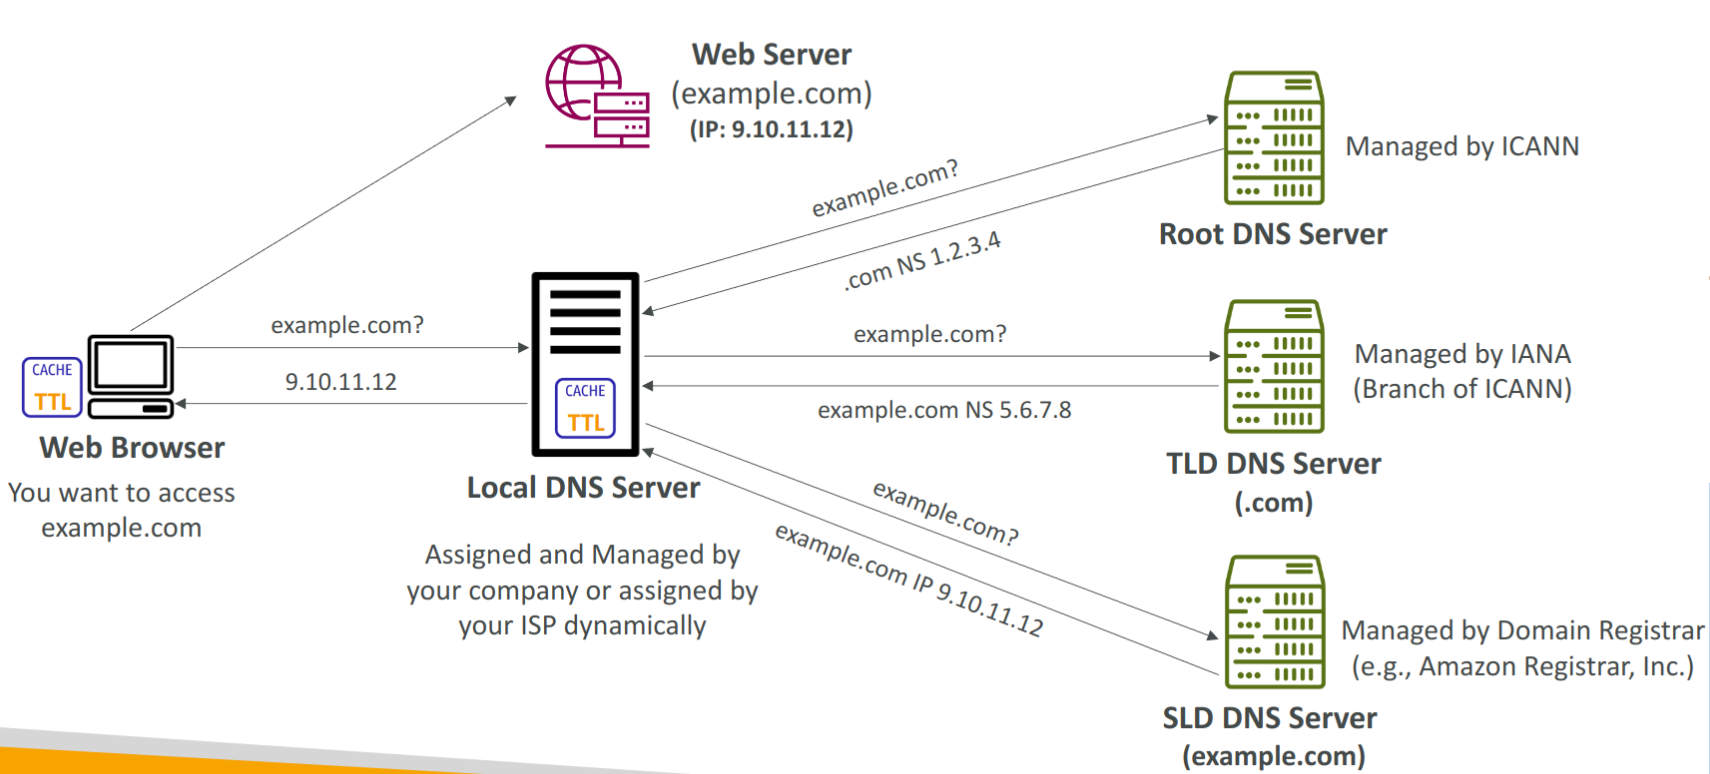 Web Server
(example.com)
(IP: 9.10.11.12)
Managed by ICANN
example.com?
Root DNS Server
.com NS 1.2.3.4
example.com?
example.com?
Managed by IANA
(Branch of ICANN)
CACHE
TTL
9.10.11.12
CACHE
TTL
example.com NS 5.6.7.8
Web Browser
TLD DNS Server
(.com)
You want to access
example.com
Local DNS Server
example.com?
example.com IP 9.10.11.12
Assigned and Managed by
your company or assigned by
your ISP dynamically
Managed by Domain Registrar
(e.g., Amazon Registrar, Inc.)
SLD DNS Server
(example.com)